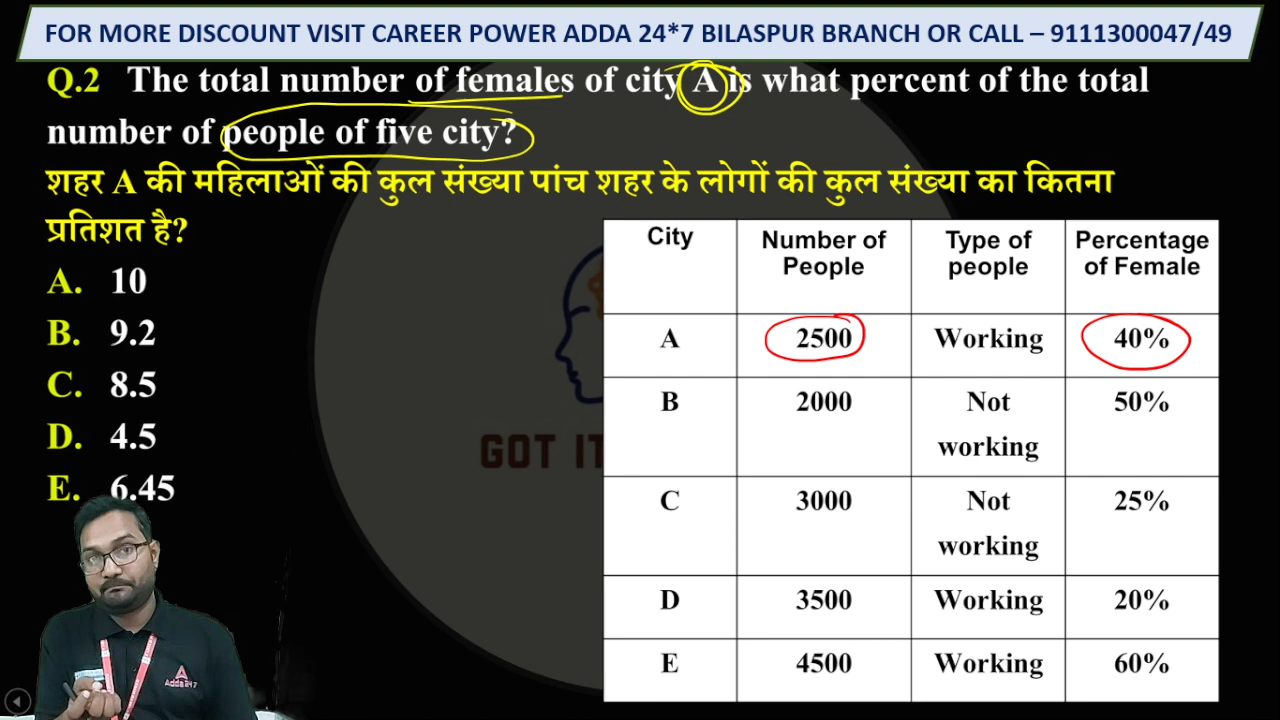 FOR MORE DISCOUNT VISIT CAREER POWER ADDA 24*7 BILASPUR BRANCH OR CALL – 9111300047/49
Q.2 The total number of females of city A is what percent of the total
number of people of five city?
शहर A की महिलाओं की कुल संख्या पांच शहर के लोगों की कुल संख्या का कितना
प्रतिशत है?
A. 10
B. 9.2
C. 8.5
D. 4.5
E. 6.45
City Number of People Type of people Percentage of Female
A 2500 Working 40%
B 2000 Not working 50%
C 3000 Not working 25%
D 3500 Working 20%
E 4500 Working 60%
GOT IT
Adda247